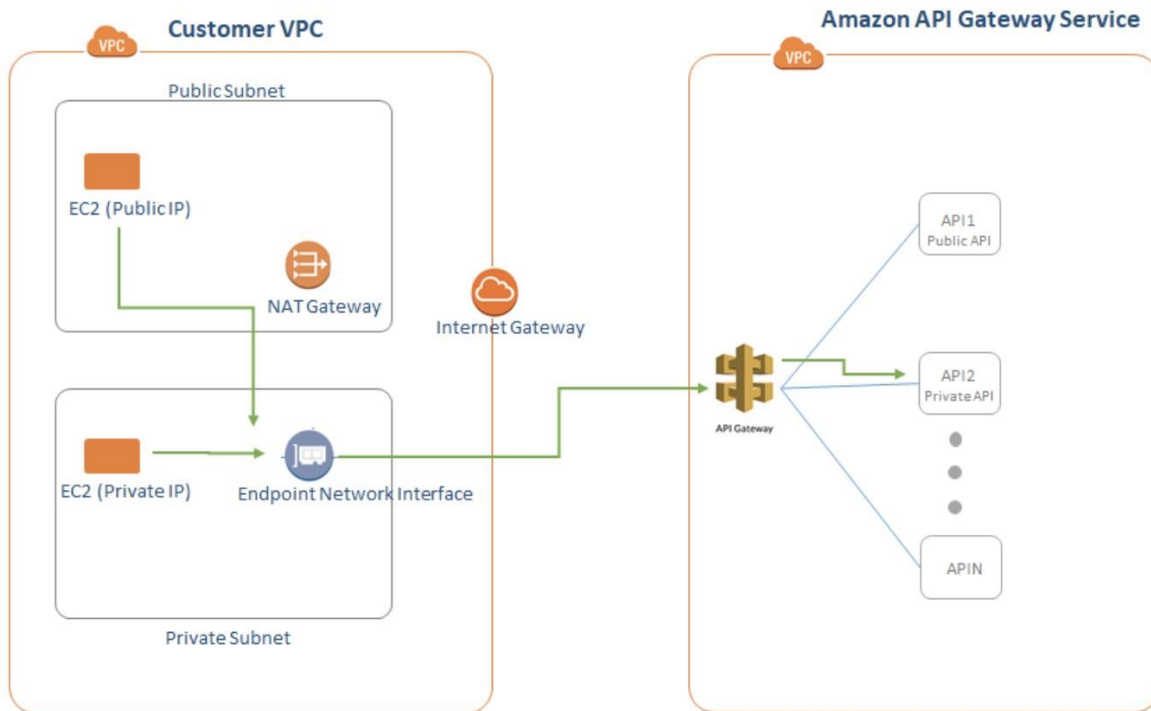 Customer VPC
Amazon API Gateway Service
VPC
VPC
Public Subnet
EC2 (Public IP)
NAT Gateway
Internet Gateway
API1
Public API
API2
Private API
API Gateway
EC2 (Private IP)
Endpoint Network Interface
APIN
Private Subnet